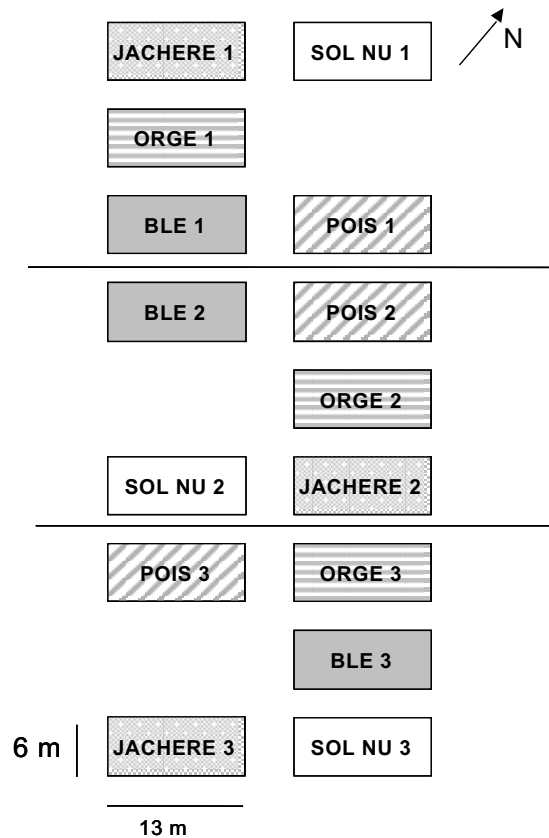 N
JACHERE 1
SOL NU 1
ORGE 1
BLE 1
POIS 1
BLE 2
POIS 2
ORGE 2
SOL NU 2
JACHERE 2
POIS 3
ORGE 3
BLE 3
JACHERE 3
SOL NU 3
6 m
13 m